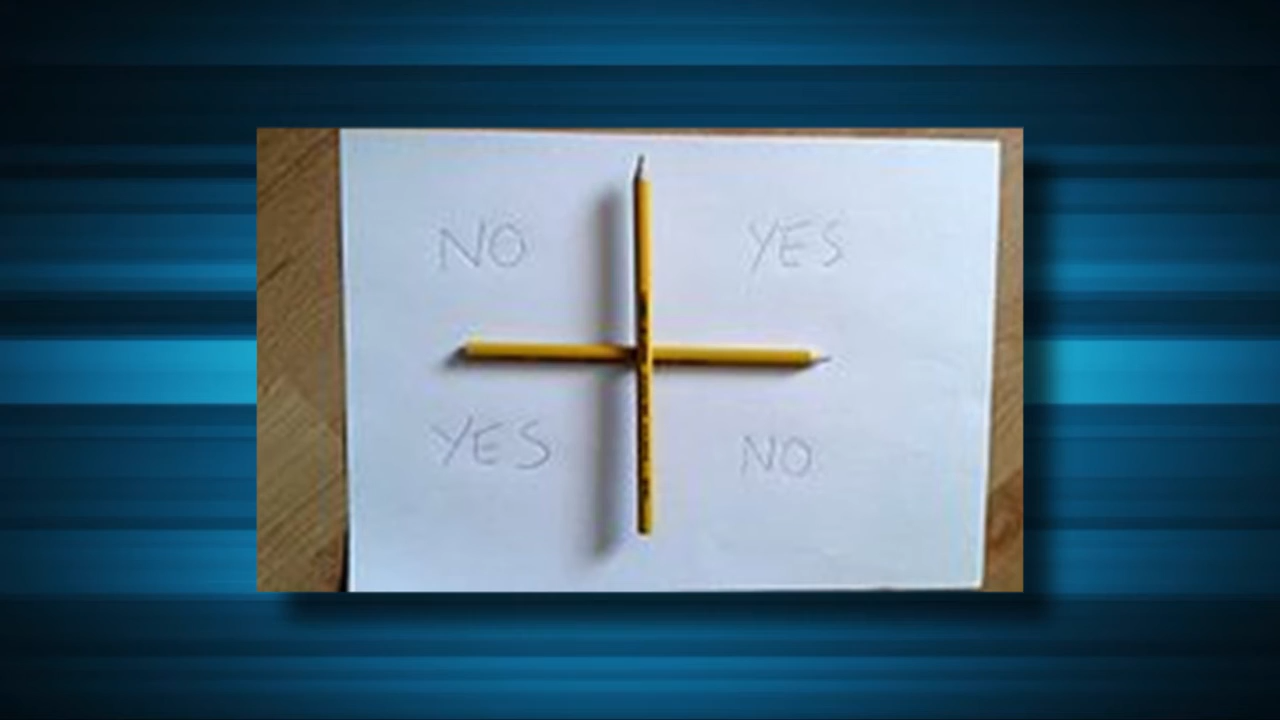 NO YES
YES NO